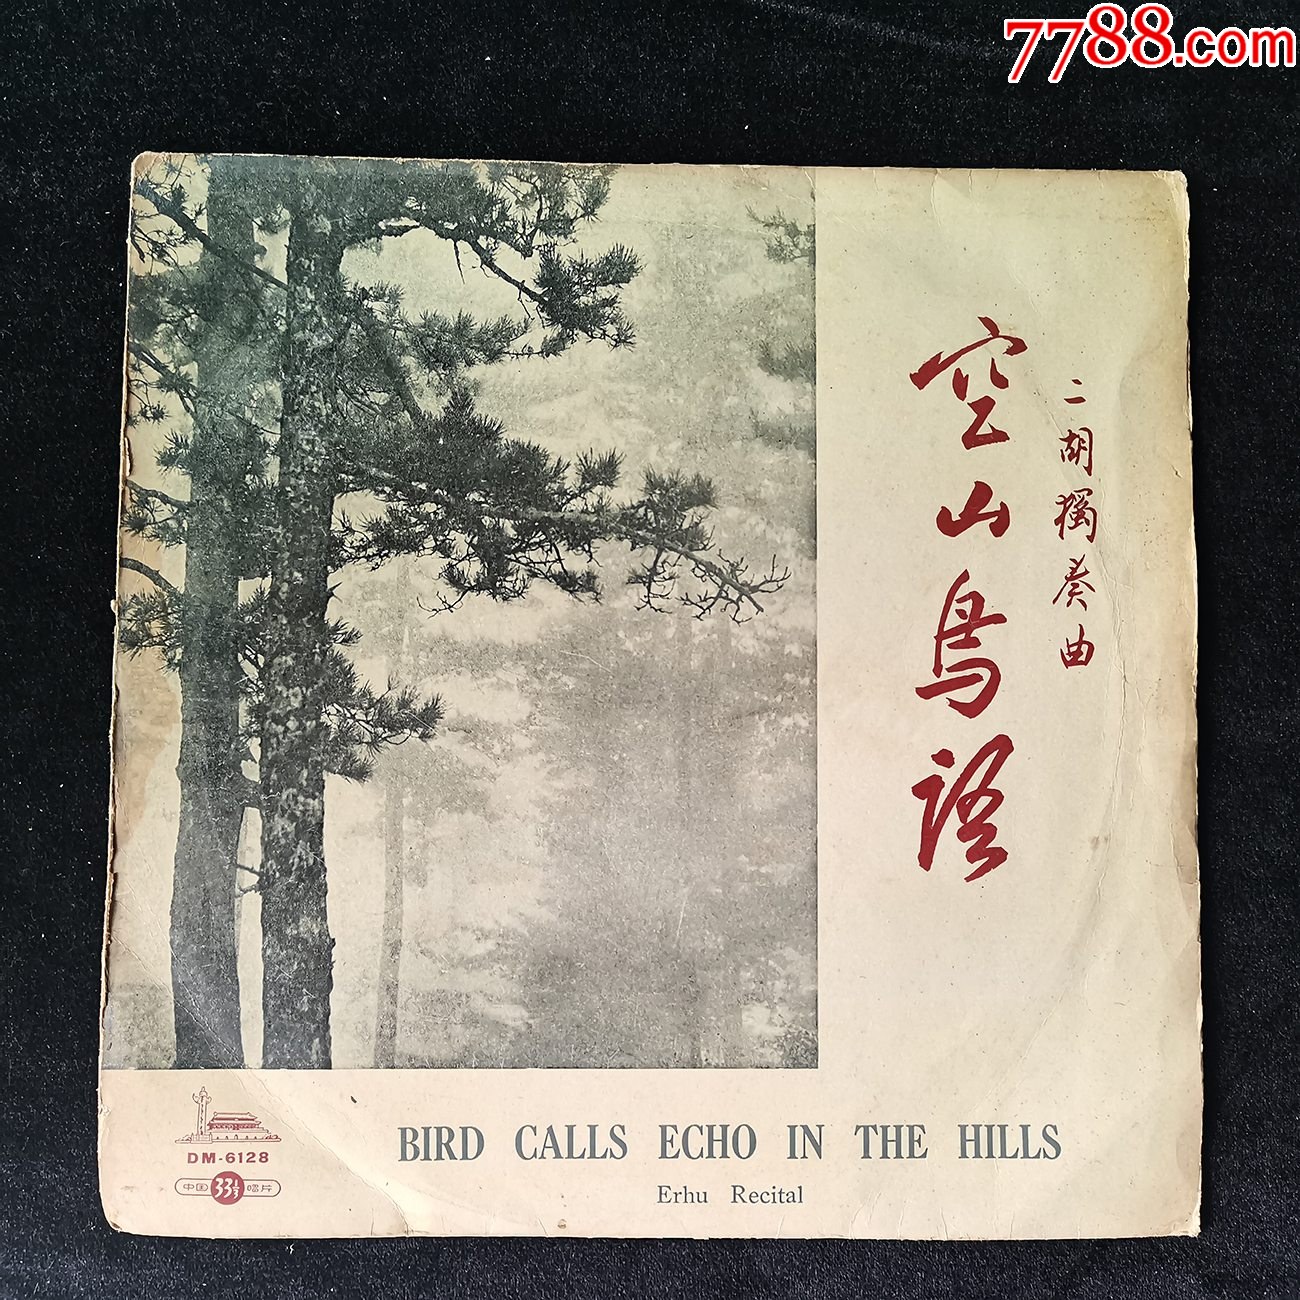 7788.com
二胡獨奏曲
空山鳥語
DM-6128
中国 33⅓ 唱片
BIRD CALLS ECHO IN THE HILLS
Erhu Recital